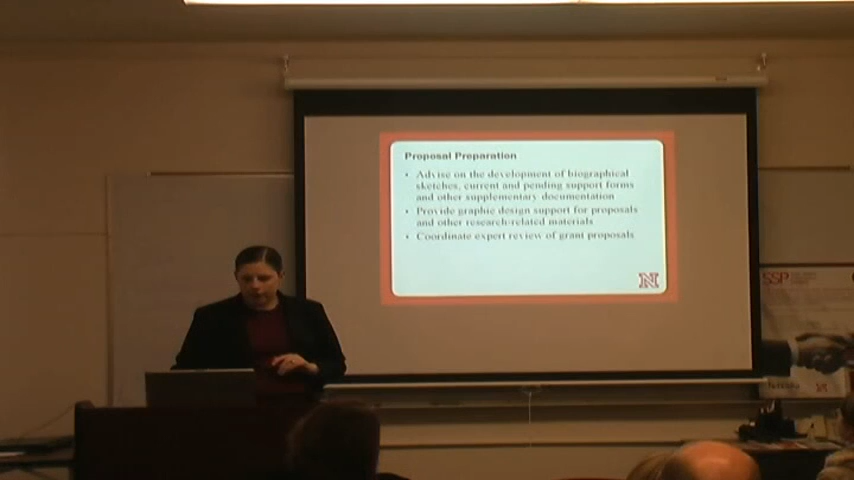 Proposal Preparation
• Advise on the development of biographical
sketches, current and pending support forms
and other supplementary documentation
• Provide graphic design support for proposals
and other research-related materials
• Coordinate expert review of grant proposals
N
SSP
N